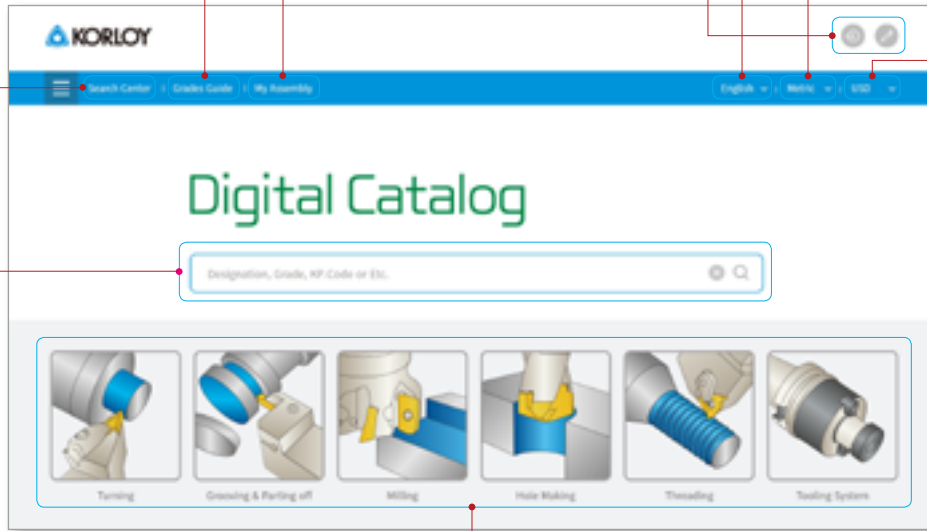 KORLOY
Search Center | Grades Guide | My Assembly
English | Metric | USD
Digital Catalog
Designation, Grade, KP.Code or Etc.
Turning
Grooving & Parting off
Milling
Hole Making
Threading
Tooling System